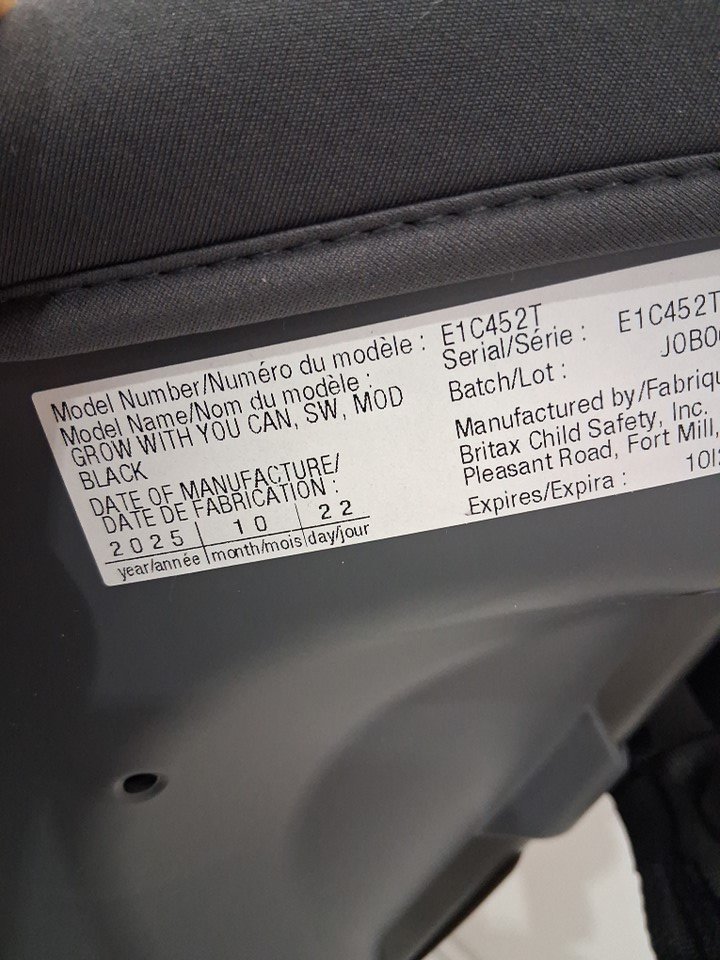 Model Number/Numéro du modèle : E1C452T
Model Name/Nom du modèle :
GROW WITH YOU CAN, SW, MOD
BLACK
DATE OF MANUFACTURE/
DATE DE FABRICATION :
2025 10 22
year/année month/mois day/jour
Serial/Série : E1C452T
Batch/Lot :
Manufactured by/
Britax Child Safety, Inc.
Pleasant Road, Fort Mill,
Expires/Expira :